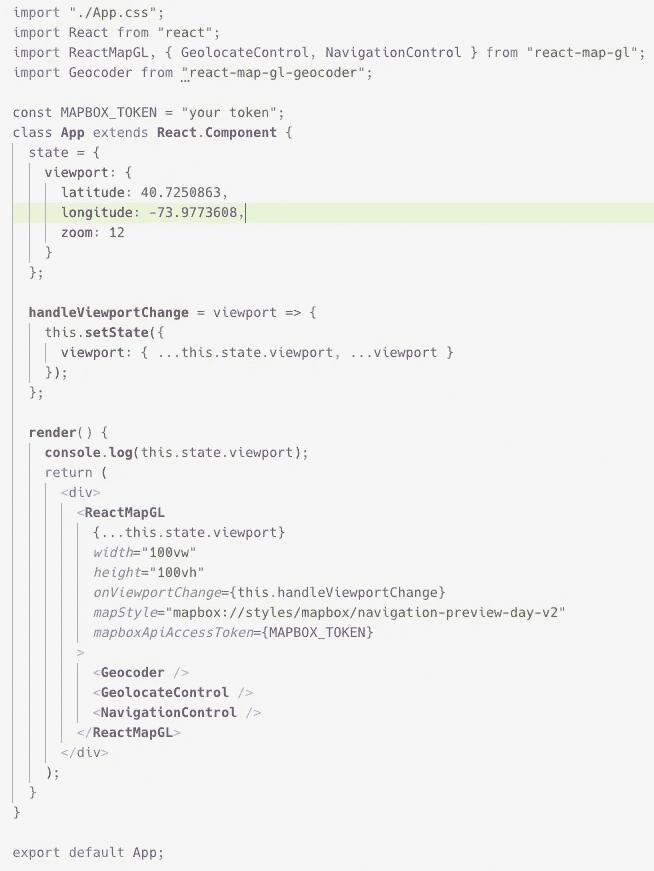 import "./App.css";
import React from "react";
import ReactMapGL, { GeolocateControl, NavigationControl } from "react-map-gl";
import Geocoder from "react-map-gl-geocoder";

const MAPBOX_TOKEN = "your token";
class App extends React.Component {
  state = {
    viewport: {
      latitude: 40.7250863,
      longitude: -73.9773608,
      zoom: 12
    }
  };

  handleViewportChange = viewport => {
    this.setState({
      viewport: { ...this.state.viewport, ...viewport }
    });
  };

  render() {
    console.log(this.state.viewport);
    return (
      <div>
        <ReactMapGL
          {...this.state.viewport}
          width="100vw"
          height="100vh"
          onViewportChange={this.handleViewportChange}
          mapStyle="mapbox://styles/mapbox/navigation-preview-day-v2"
          mapboxApiAccessToken={MAPBOX_TOKEN}
        >
          <Geocoder />
          <GeolocateControl />
          <NavigationControl />
        </ReactMapGL>
      </div>
    );
  }
}

export default App;